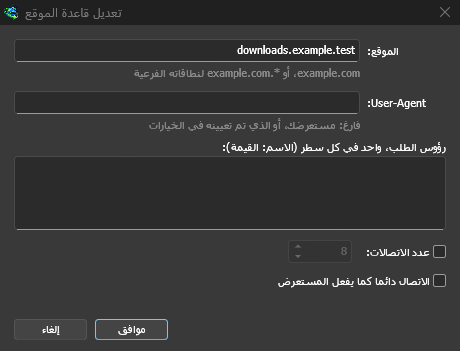 تعديل قاعدة الموقع
الموقع: downloads.example.test
example.com، أو *.example.com لنطاقاته الفرعية
User-Agent:
فارغ: مستعرضك، أو الذي تم تعيينه في الخيارات
رؤوس الطلب، واحد في كل سطر (الاسم: القيمة):
عدد الاتصالات: 8
الاتصال دائما كما يفعل المستعرض
موافق إلغاء